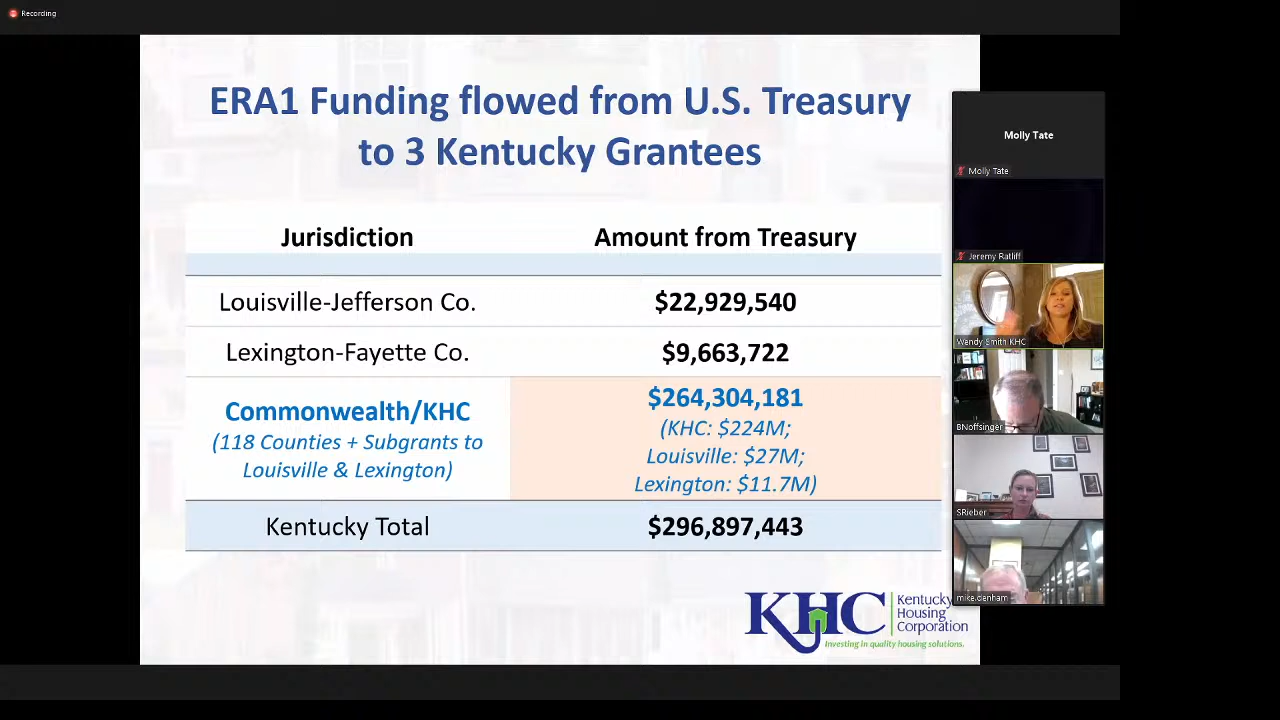 Recording
ERA1 Funding flowed from U.S. Treasury
to 3 Kentucky Grantees
Jurisdiction
Amount from Treasury
Louisville-Jefferson Co.
$22,929,540
Lexington-Fayette Co.
$9,663,722
Commonwealth/KHC
(118 Counties + Subgrants to
Louisville & Lexington)
$264,304,181
(KHC: $224M;
Louisville: $27M;
Lexington: $11.7M)
Kentucky Total
$296,897,443
KHC
Kentucky
Housing
Corporation
Investing in quality housing solutions.
Molly Tate
Molly Tate
Jeremy Ratliff
Wendy Smith KHC
BNoffsinger
SRieber
mike.denham